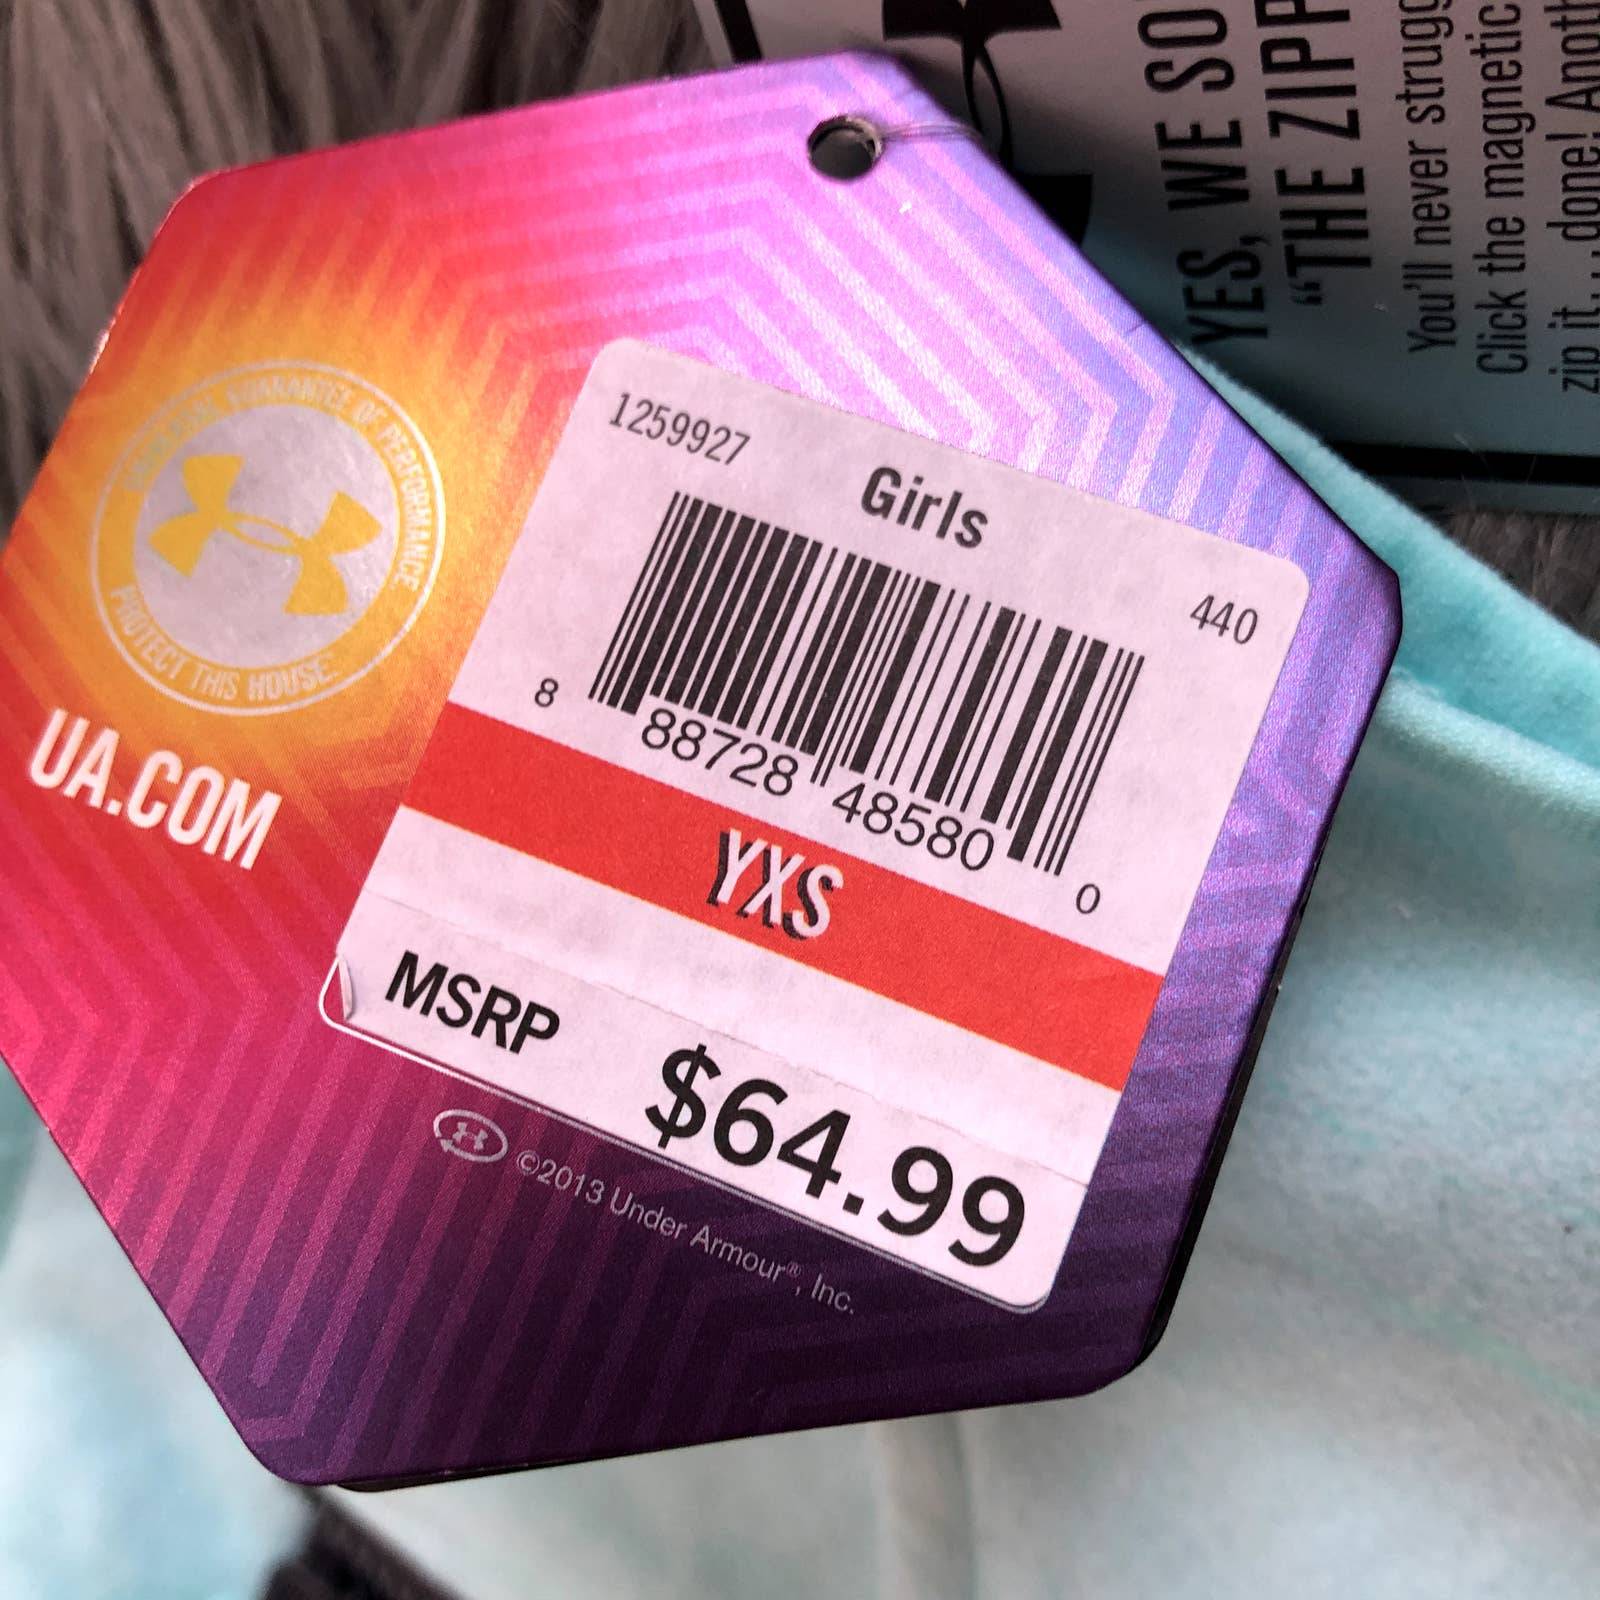 YES, WE SO
"THE ZIPP
You'll never strugg
Click the magnetic
zip it. . .done! Anoth
UNIVERSAL GUARANTEE OF PERFORMANCE
PROTECT THIS HOUSE.
UA.COM
1259927
Girls
440
8 88728 48580 0
YXS
MSRP
$64.99
©2013 Under Armour®, Inc.